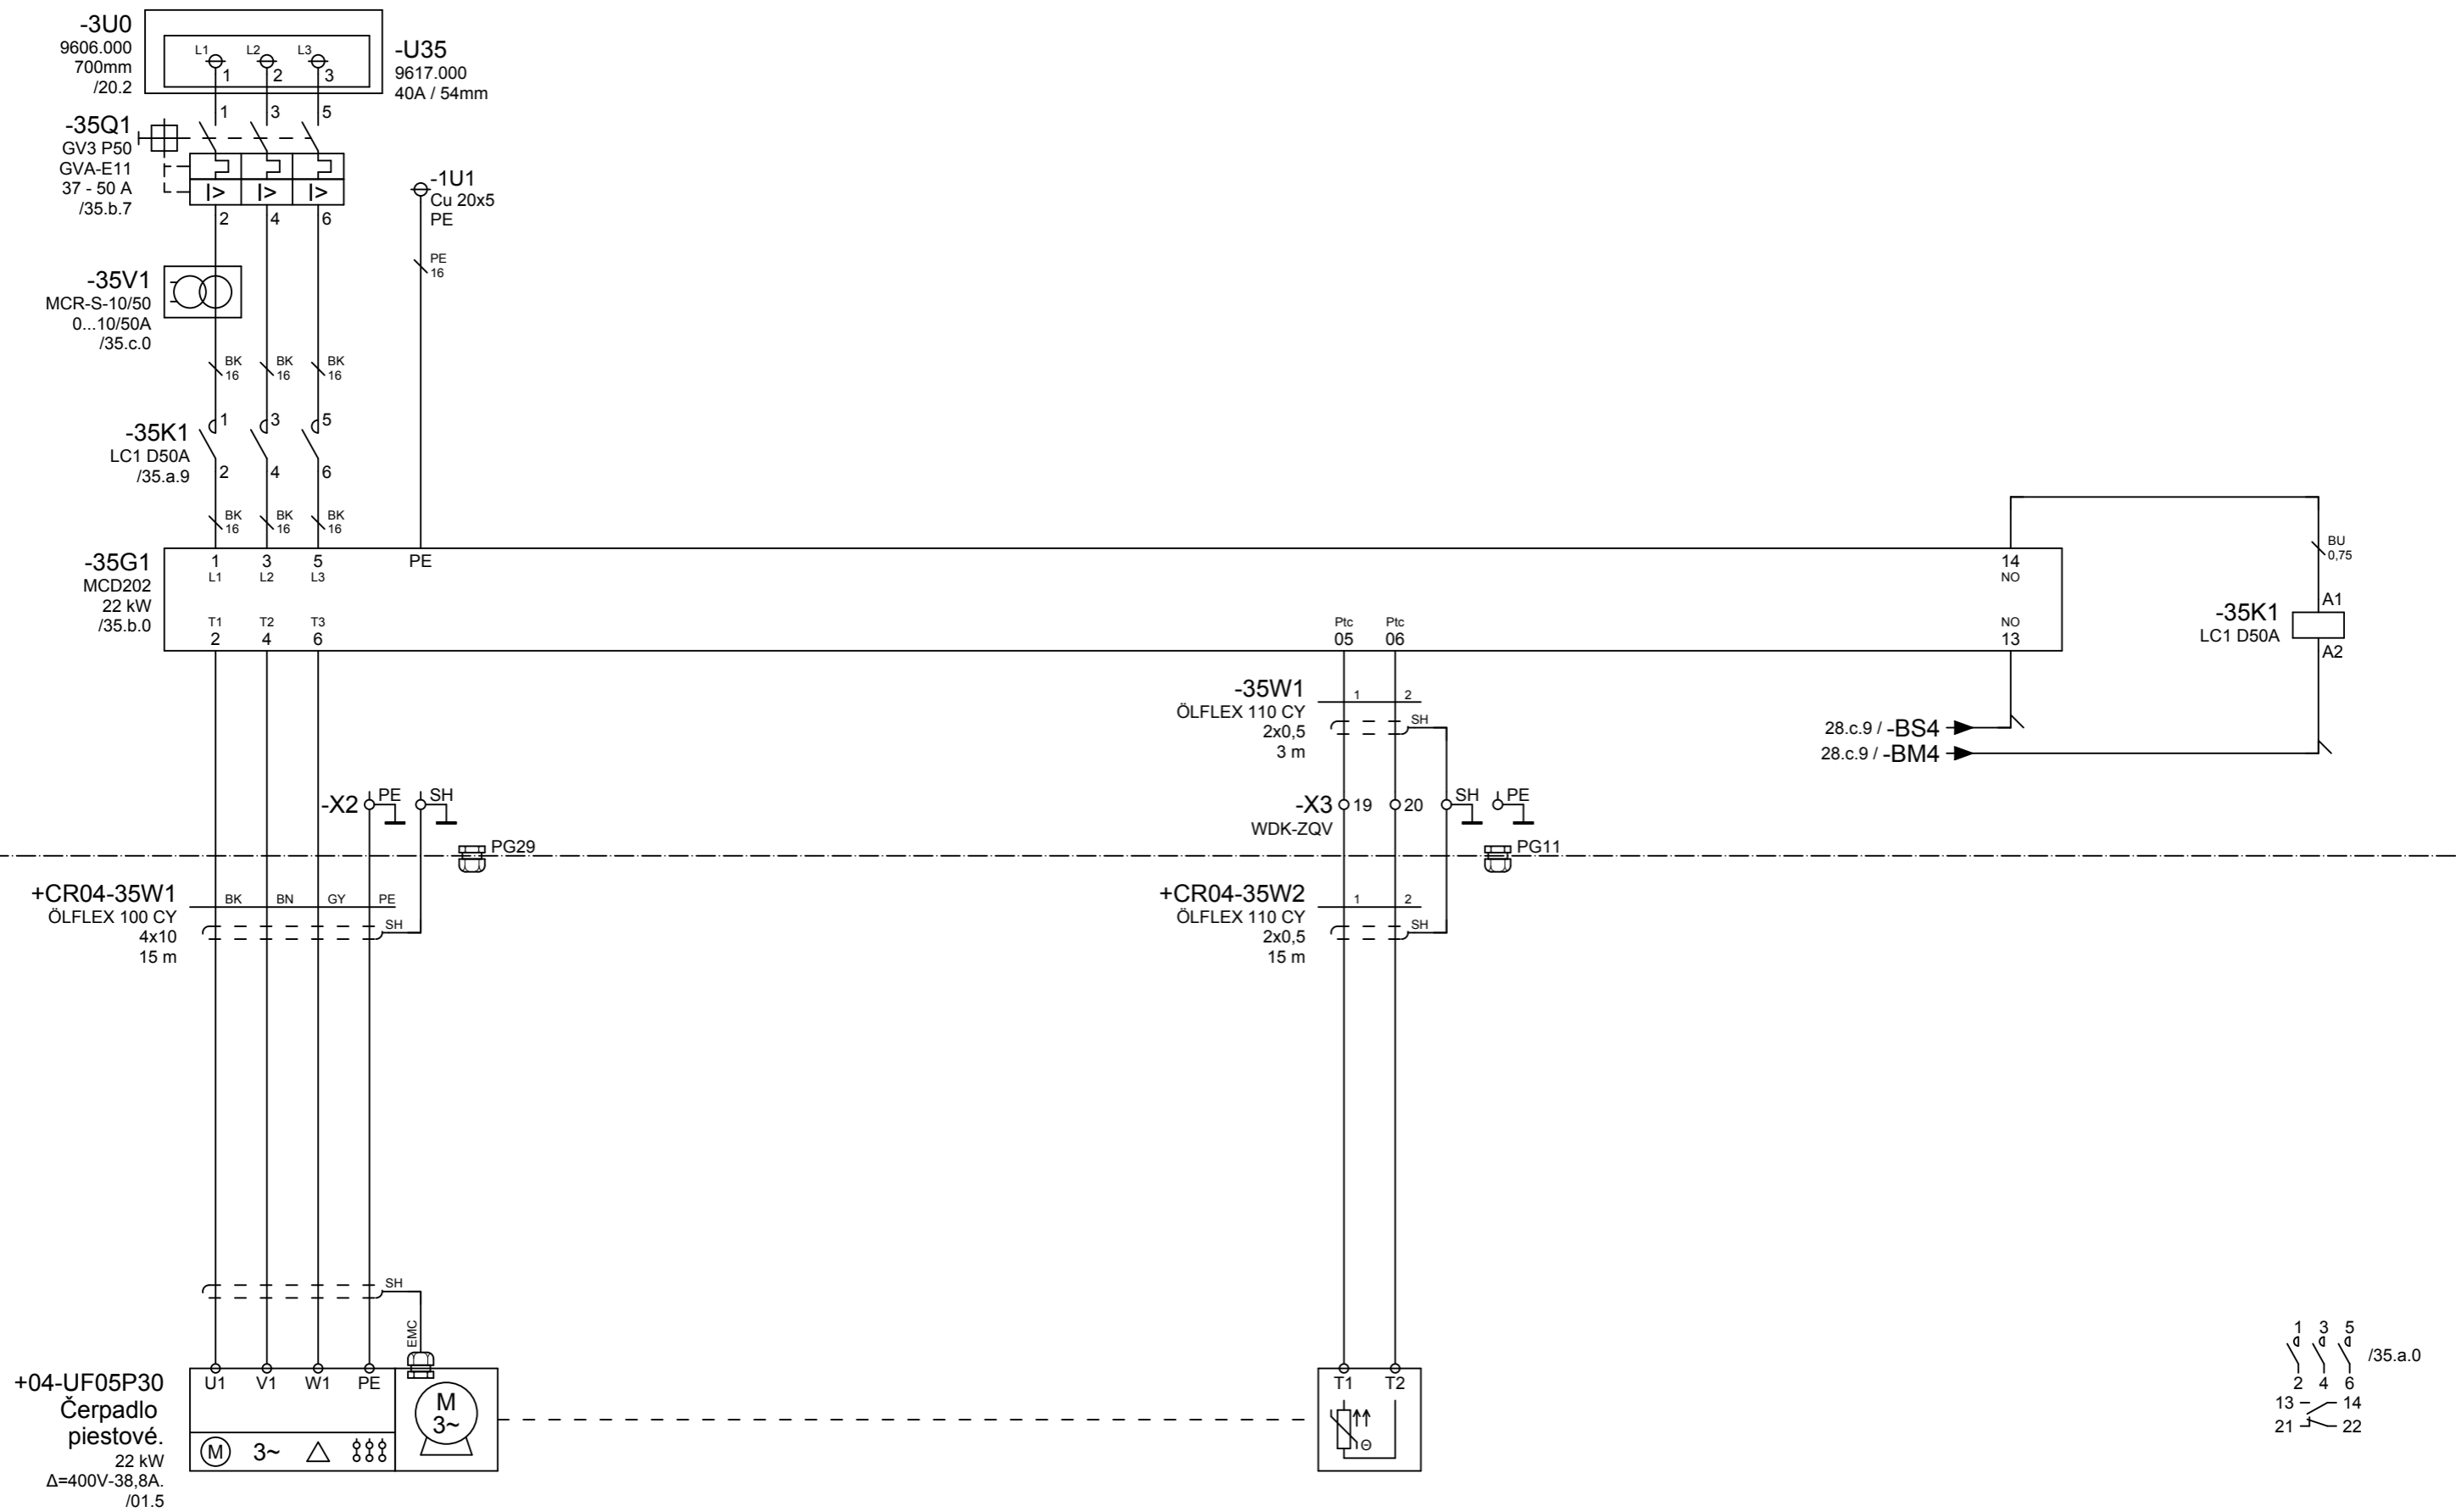 -3U0
9606.000
700mm
/20.2
L1 L2 L3
1 2 3
-U35
9617.000
40A / 54mm
1 3 5
-35Q1
GV3 P50
GVA-E11
37 - 50 A
/35.b.7
I> I> I>
2 4 6
-1U1
Cu 20x5
PE
PE
16
-35V1
MCR-S-10/50
0...10/50A
/35.c.0
BK BK BK
16 16 16
1 3 5
-35K1
LC1 D50A
/35.a.9
2 4 6
BK BK BK
16 16 16
-35G1
MCD202
22 kW
/35.b.0
1 3 5 PE
L1 L2 L3
T1 T2 T3
2 4 6
Ptc Ptc
05 06
14
NO
NO
13
BU
0,75
-35K1
LC1 D50A
A1
A2
-35W1
ÖLFLEX 110 CY
2x0,5
3 m
1 2
SH
28.c.9 / -BS4
28.c.9 / -BM4
-X2 PE SH
-X3 19 20 SH PE
WDK-ZQV
PG29
PG11
+CR04-35W1
ÖLFLEX 100 CY
4x10
15 m
BK BN GY PE
SH
+CR04-35W2
ÖLFLEX 110 CY
2x0,5
15 m
1 2
SH
SH
EMC
+04-UF05P30
Čerpadlo
piestové.
22 kW
Δ=400V-38,8A.
/01.5
U1 V1 W1 PE
M
3~
M 3~
T1 T2
Θ
1 3 5
/35.a.0
2 4 6
13 14
21 22